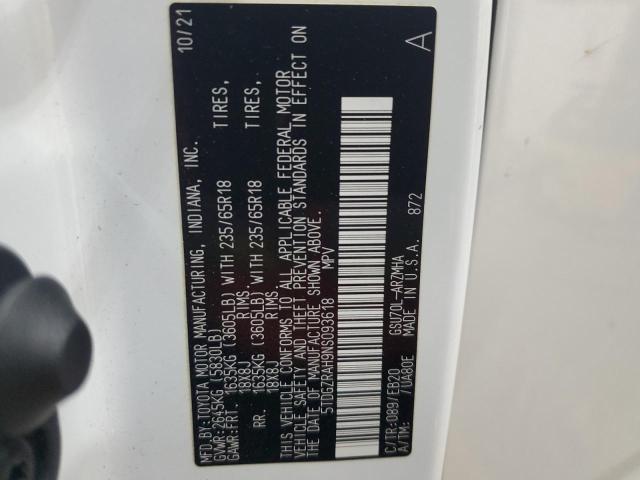 MFD.BY:TOYOTA MOTOR MANUFACTURING, INDIANA, INC. 10/21
GVWR:2645KG (5830LB)
GAWR:FRT. 1635KG (3605LB) WITH 235/65R18 TIRES,
18X8J RIMS.
RR. 1635KG (3605LB) WITH 235/65R18 TIRES,
18X8J RIMS.
THIS VEHICLE CONFORMS TO ALL APPLICABLE FEDERAL MOTOR
VEHICLE SAFETY AND THEFT PREVENTION STANDARDS IN EFFECT ON
THE DATE OF MANUFACTURE SHOWN ABOVE.
5TDGZRAH9NS093618 MPV
A
C/TR:089/EB20 GSU70L-ARZMHA
A/TM: /UA80E MADE IN U.S.A. 872